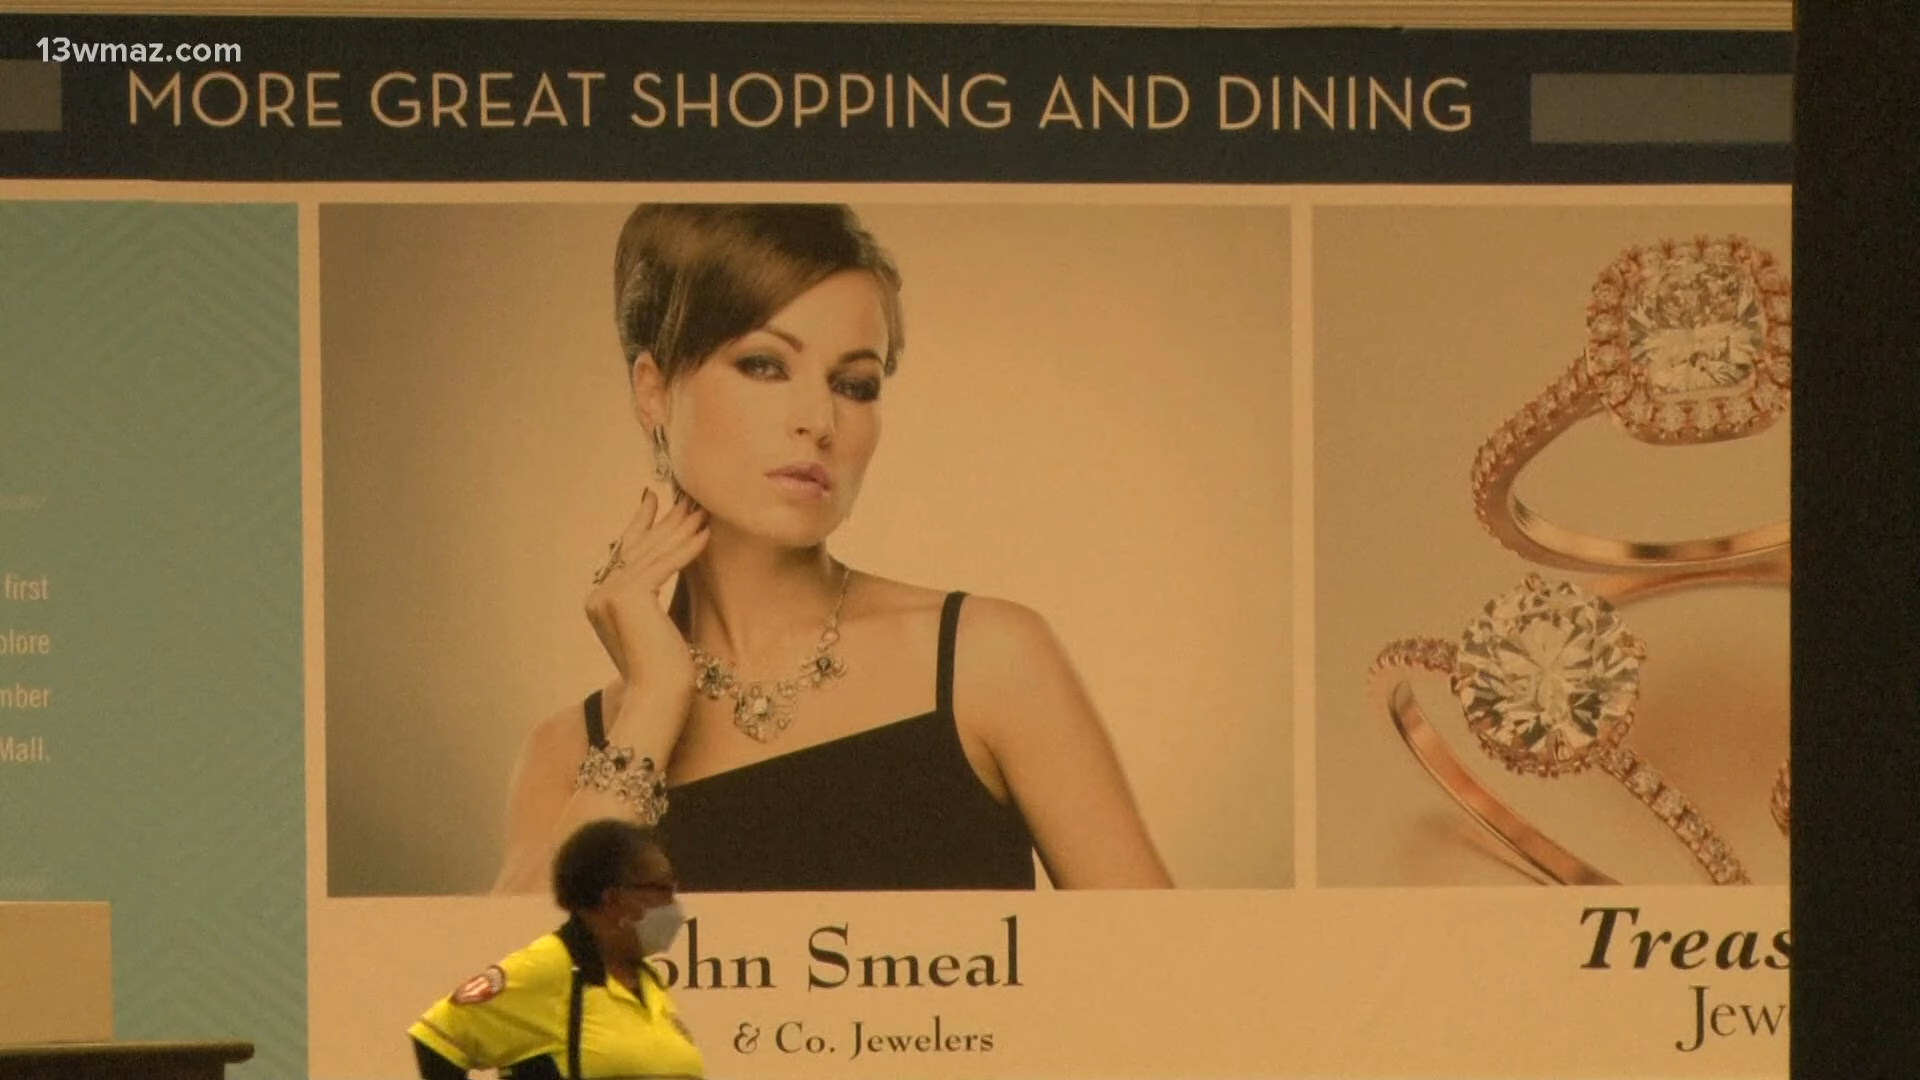 13wmaz.com
MORE GREAT SHOPPING AND DINING
first
plore
mber
Mall.
ohn Smeal
& Co. Jewelers
Treas
Jew